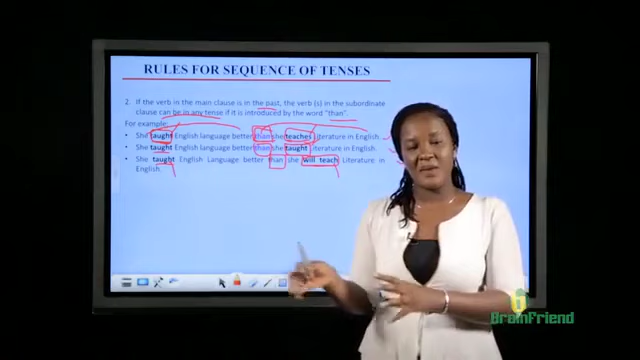 RULES FOR SEQUENCE OF TENSES
2. If the verb in the main clause is in the past, the verb (s) in the subordinate
clause can be in any tense if it is introduced by the word "than".
For example:
• She taught English language better than she teaches literature in English.
• She taught English language better than she taught literature in English.
• She taught English Language better than she will teach Literature in
English.
BrainFriend